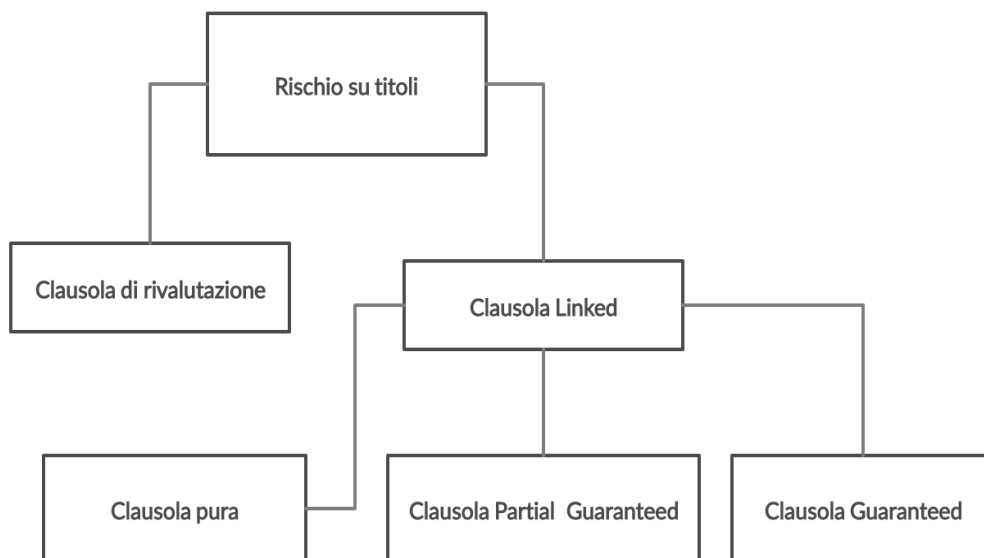 Rischio su titoli
Clausola di rivalutazione
Clausola Linked
Clausola pura
Clausola Partial  Guaranteed
Clausola Guaranteed